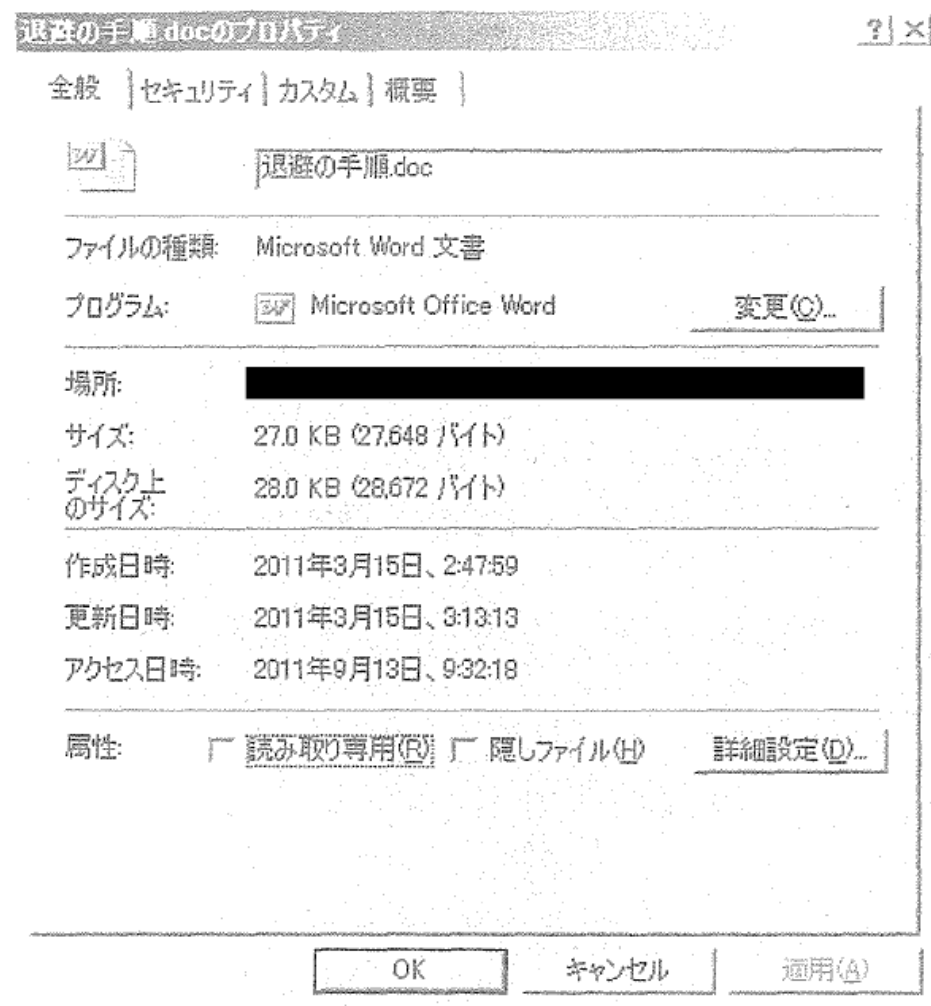 退避の手順.docのプロパティ
全般 セキュリティ カスタム 概要
退避の手順.doc
ファイルの種類: Microsoft Word 文書
プログラム: Microsoft Office Word 変更(C)...
場所:
サイズ: 27.0 KB (27,648 バイト)
ディスク上
のサイズ: 28.0 KB (28,672 バイト)
作成日時: 2011年3月15日、2:47:59
更新日時: 2011年3月15日、3:13:13
アクセス日時: 2011年9月13日、9:32:18
属性: 読み取り専用(R) 隠しファイル(H) 詳細設定(D)...
OK キャンセル 適用(A)